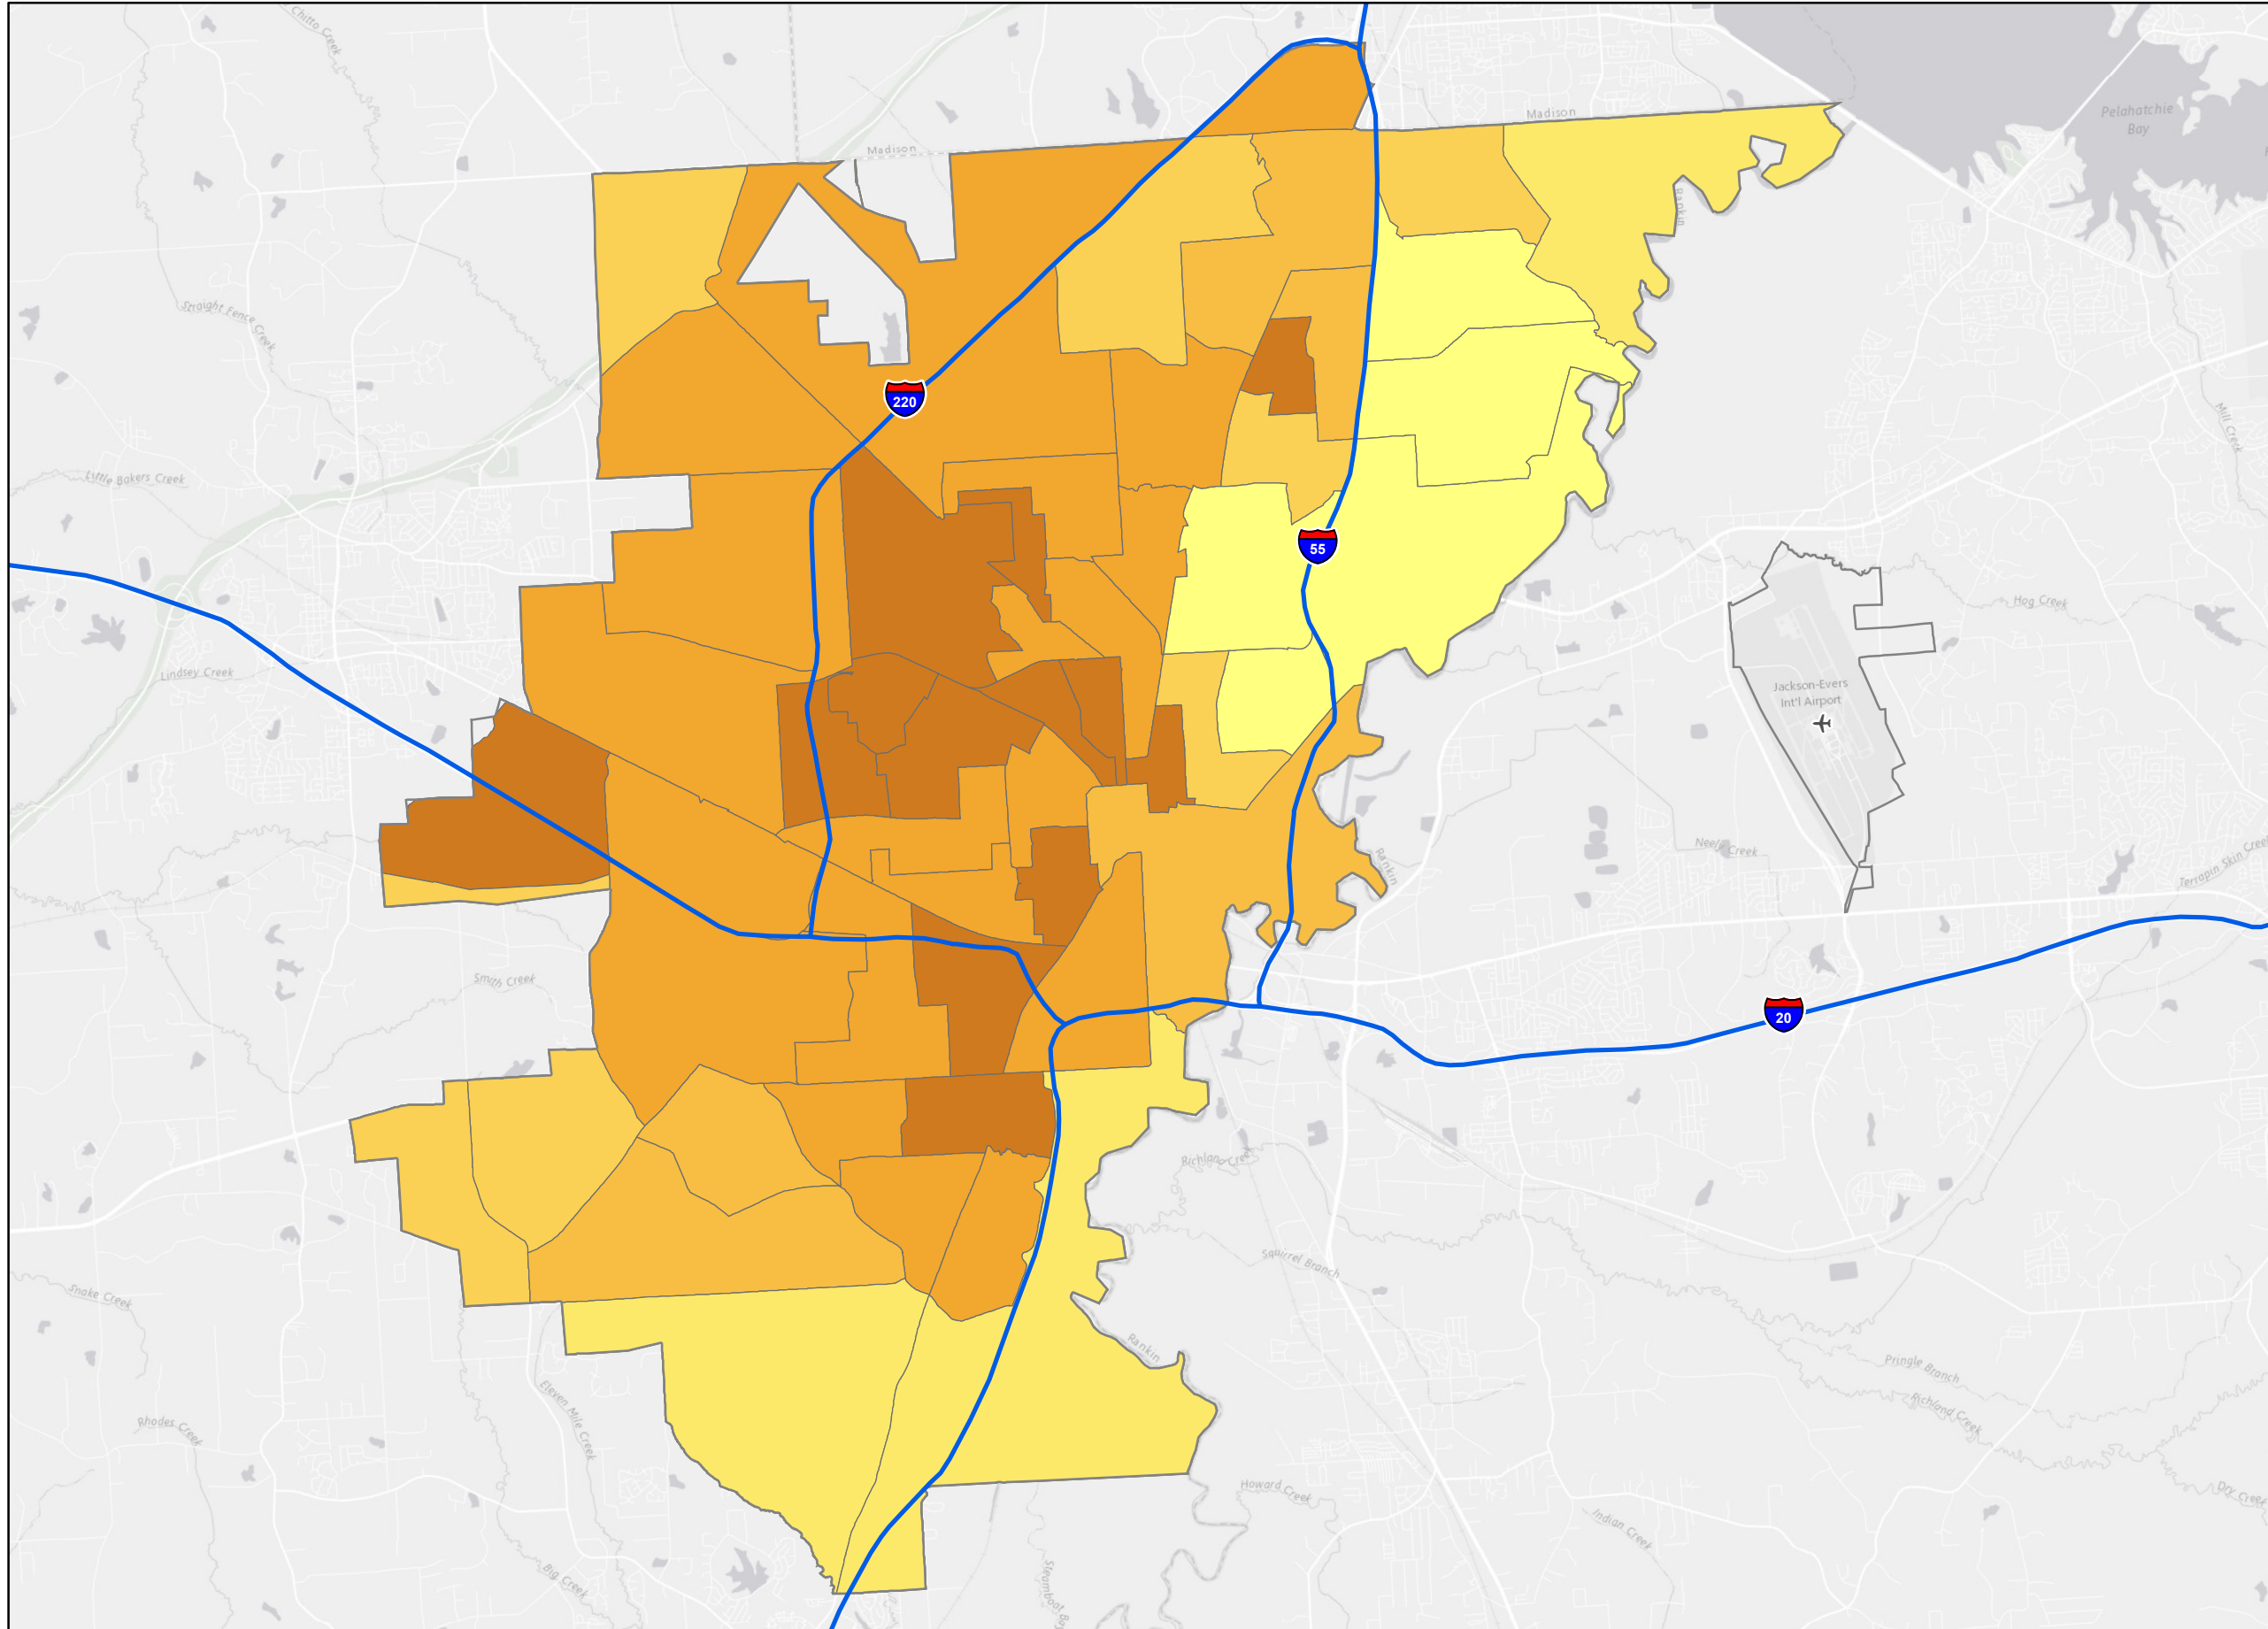 Chitto Creek
Madison
Madison
Pelahatchie
Bay
Rankin
Straight Fence Creek
220
Mill Creek
Little Bakers Creek
55
Hog Creek
Lindsey Creek
Jackson-Evers
Int'l Airport
Rankin
Neely Creek
Terrapin Skin Creek
Smith Creek
20
Richland Creek
Squirrel Branch
Snake Creek
Rankin
Pringle Branch
Eleven Mile Creek
Richland Creek
Rhodes Creek
Howard Creek
Dry Creek
Indian Creek
Big Creek
Steamboat